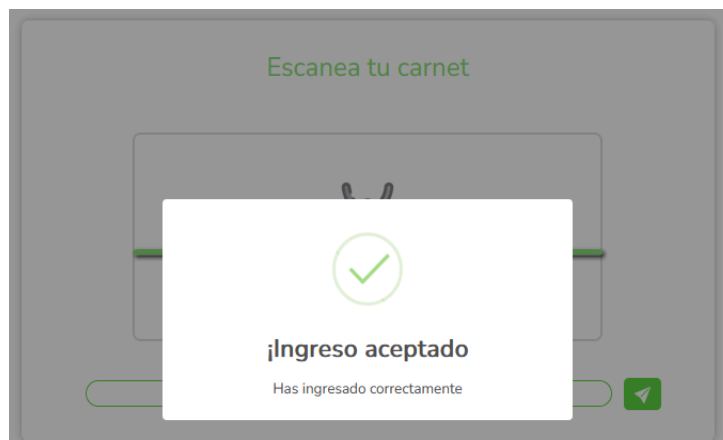 Escanea tu carnet
¡Ingreso aceptado
Has ingresado correctamente